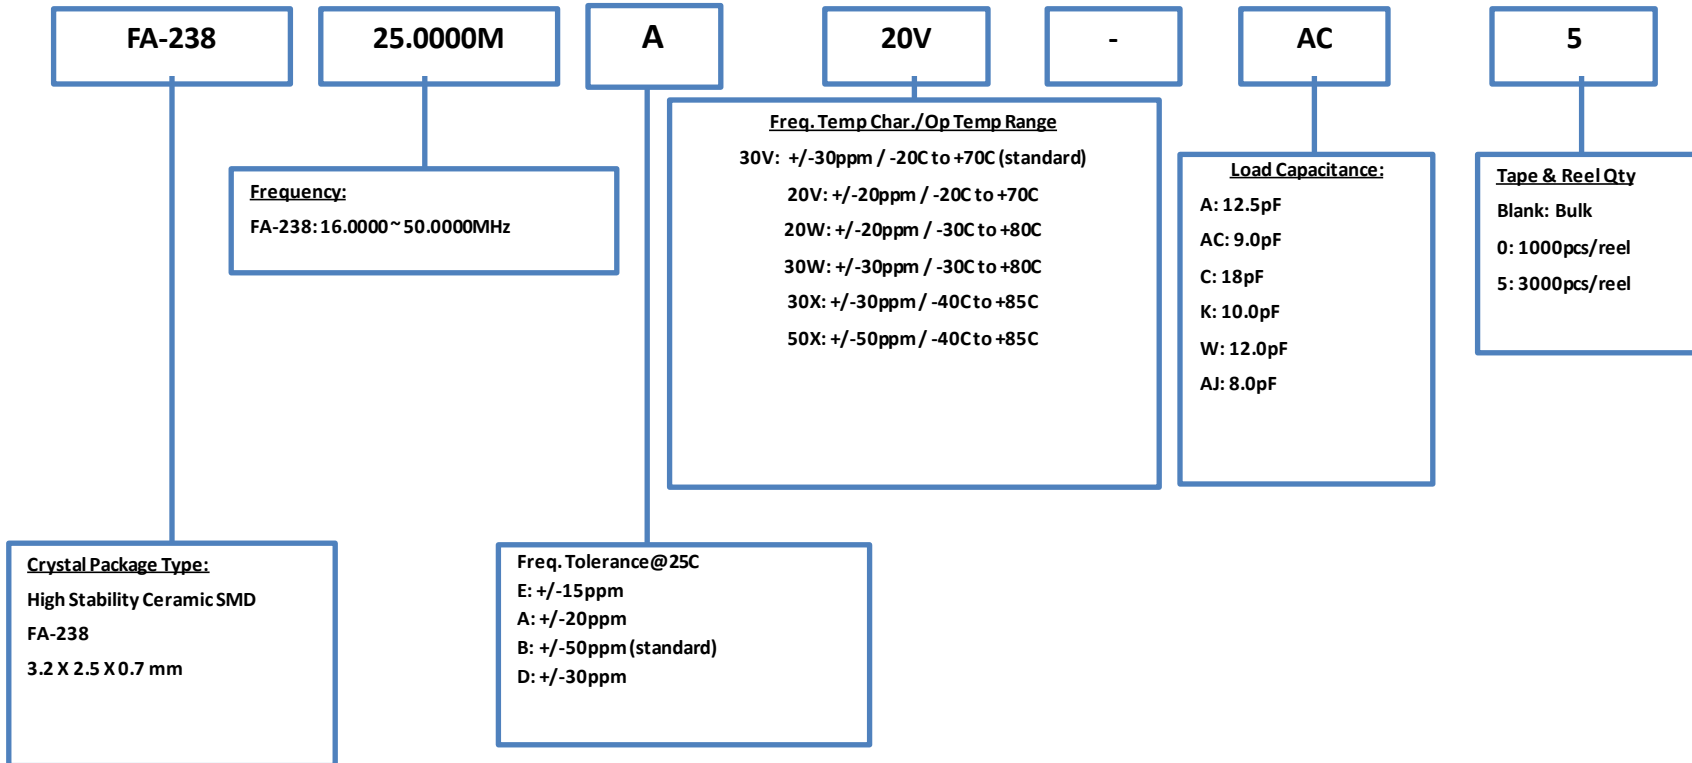 FA-238
25.0000M
A
20V
-
AC
5
Frequency:
FA-238: 16.0000 ~ 50.0000MHz
Freq. Temp Char./Op Temp Range
30V: +/-30ppm / -20C to +70C (standard)
20V: +/-20ppm / -20C to +70C
20W: +/-20ppm / -30C to +80C
30W: +/-30ppm / -30C to +80C
30X: +/-30ppm / -40C to +85C
50X: +/-50ppm / -40C to +85C
Load Capacitance:
A: 12.5pF
AC: 9.0pF
C: 18pF
K: 10.0pF
W: 12.0pF
AJ: 8.0pF
Tape & Reel Qty
Blank: Bulk
0: 1000pcs/reel
5: 3000pcs/reel
Crystal Package Type:
High Stability Ceramic SMD
FA-238
3.2 X 2.5 X 0.7 mm
Freq. Tolerance@25C
E: +/-15ppm
A: +/-20ppm
B: +/-50ppm (standard)
D: +/-30ppm